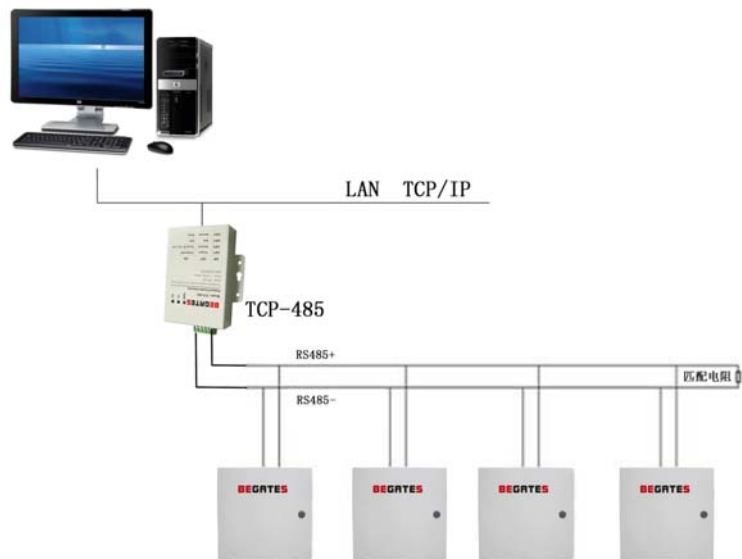 LAN TCP/IP
BEGATES
TCP-485
RS485+
匹配电阻
RS485-
BEGATES
BEGATES
BEGATES
BEGATES